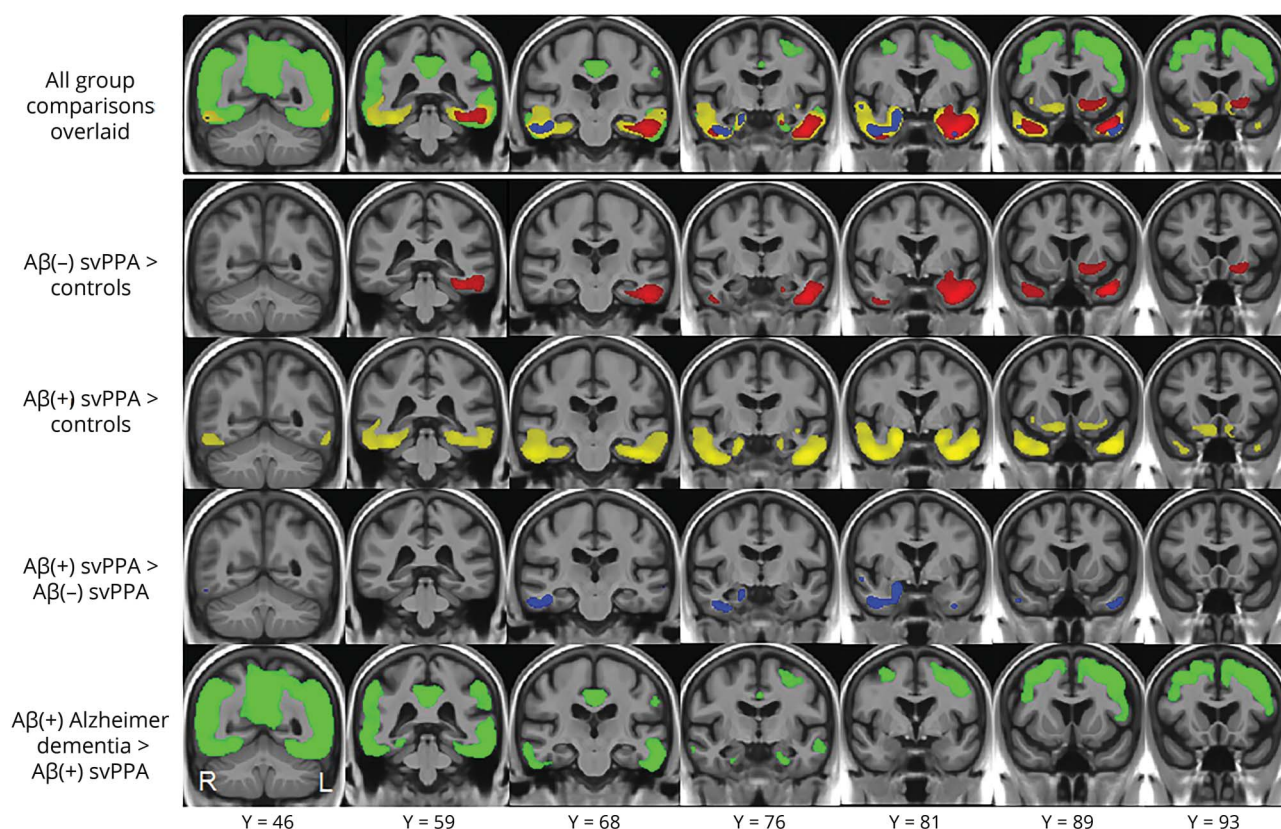 All group
comparisons
overlaid
Aβ(–) svPPA >
controls
Aβ(+) svPPA >
controls
Aβ(+) svPPA >
Aβ(–) svPPA
Aβ(+) Alzheimer
dementia >
Aβ(+) svPPA
R L
Y = 46 Y = 59 Y = 68 Y = 76 Y = 81 Y = 89 Y = 93